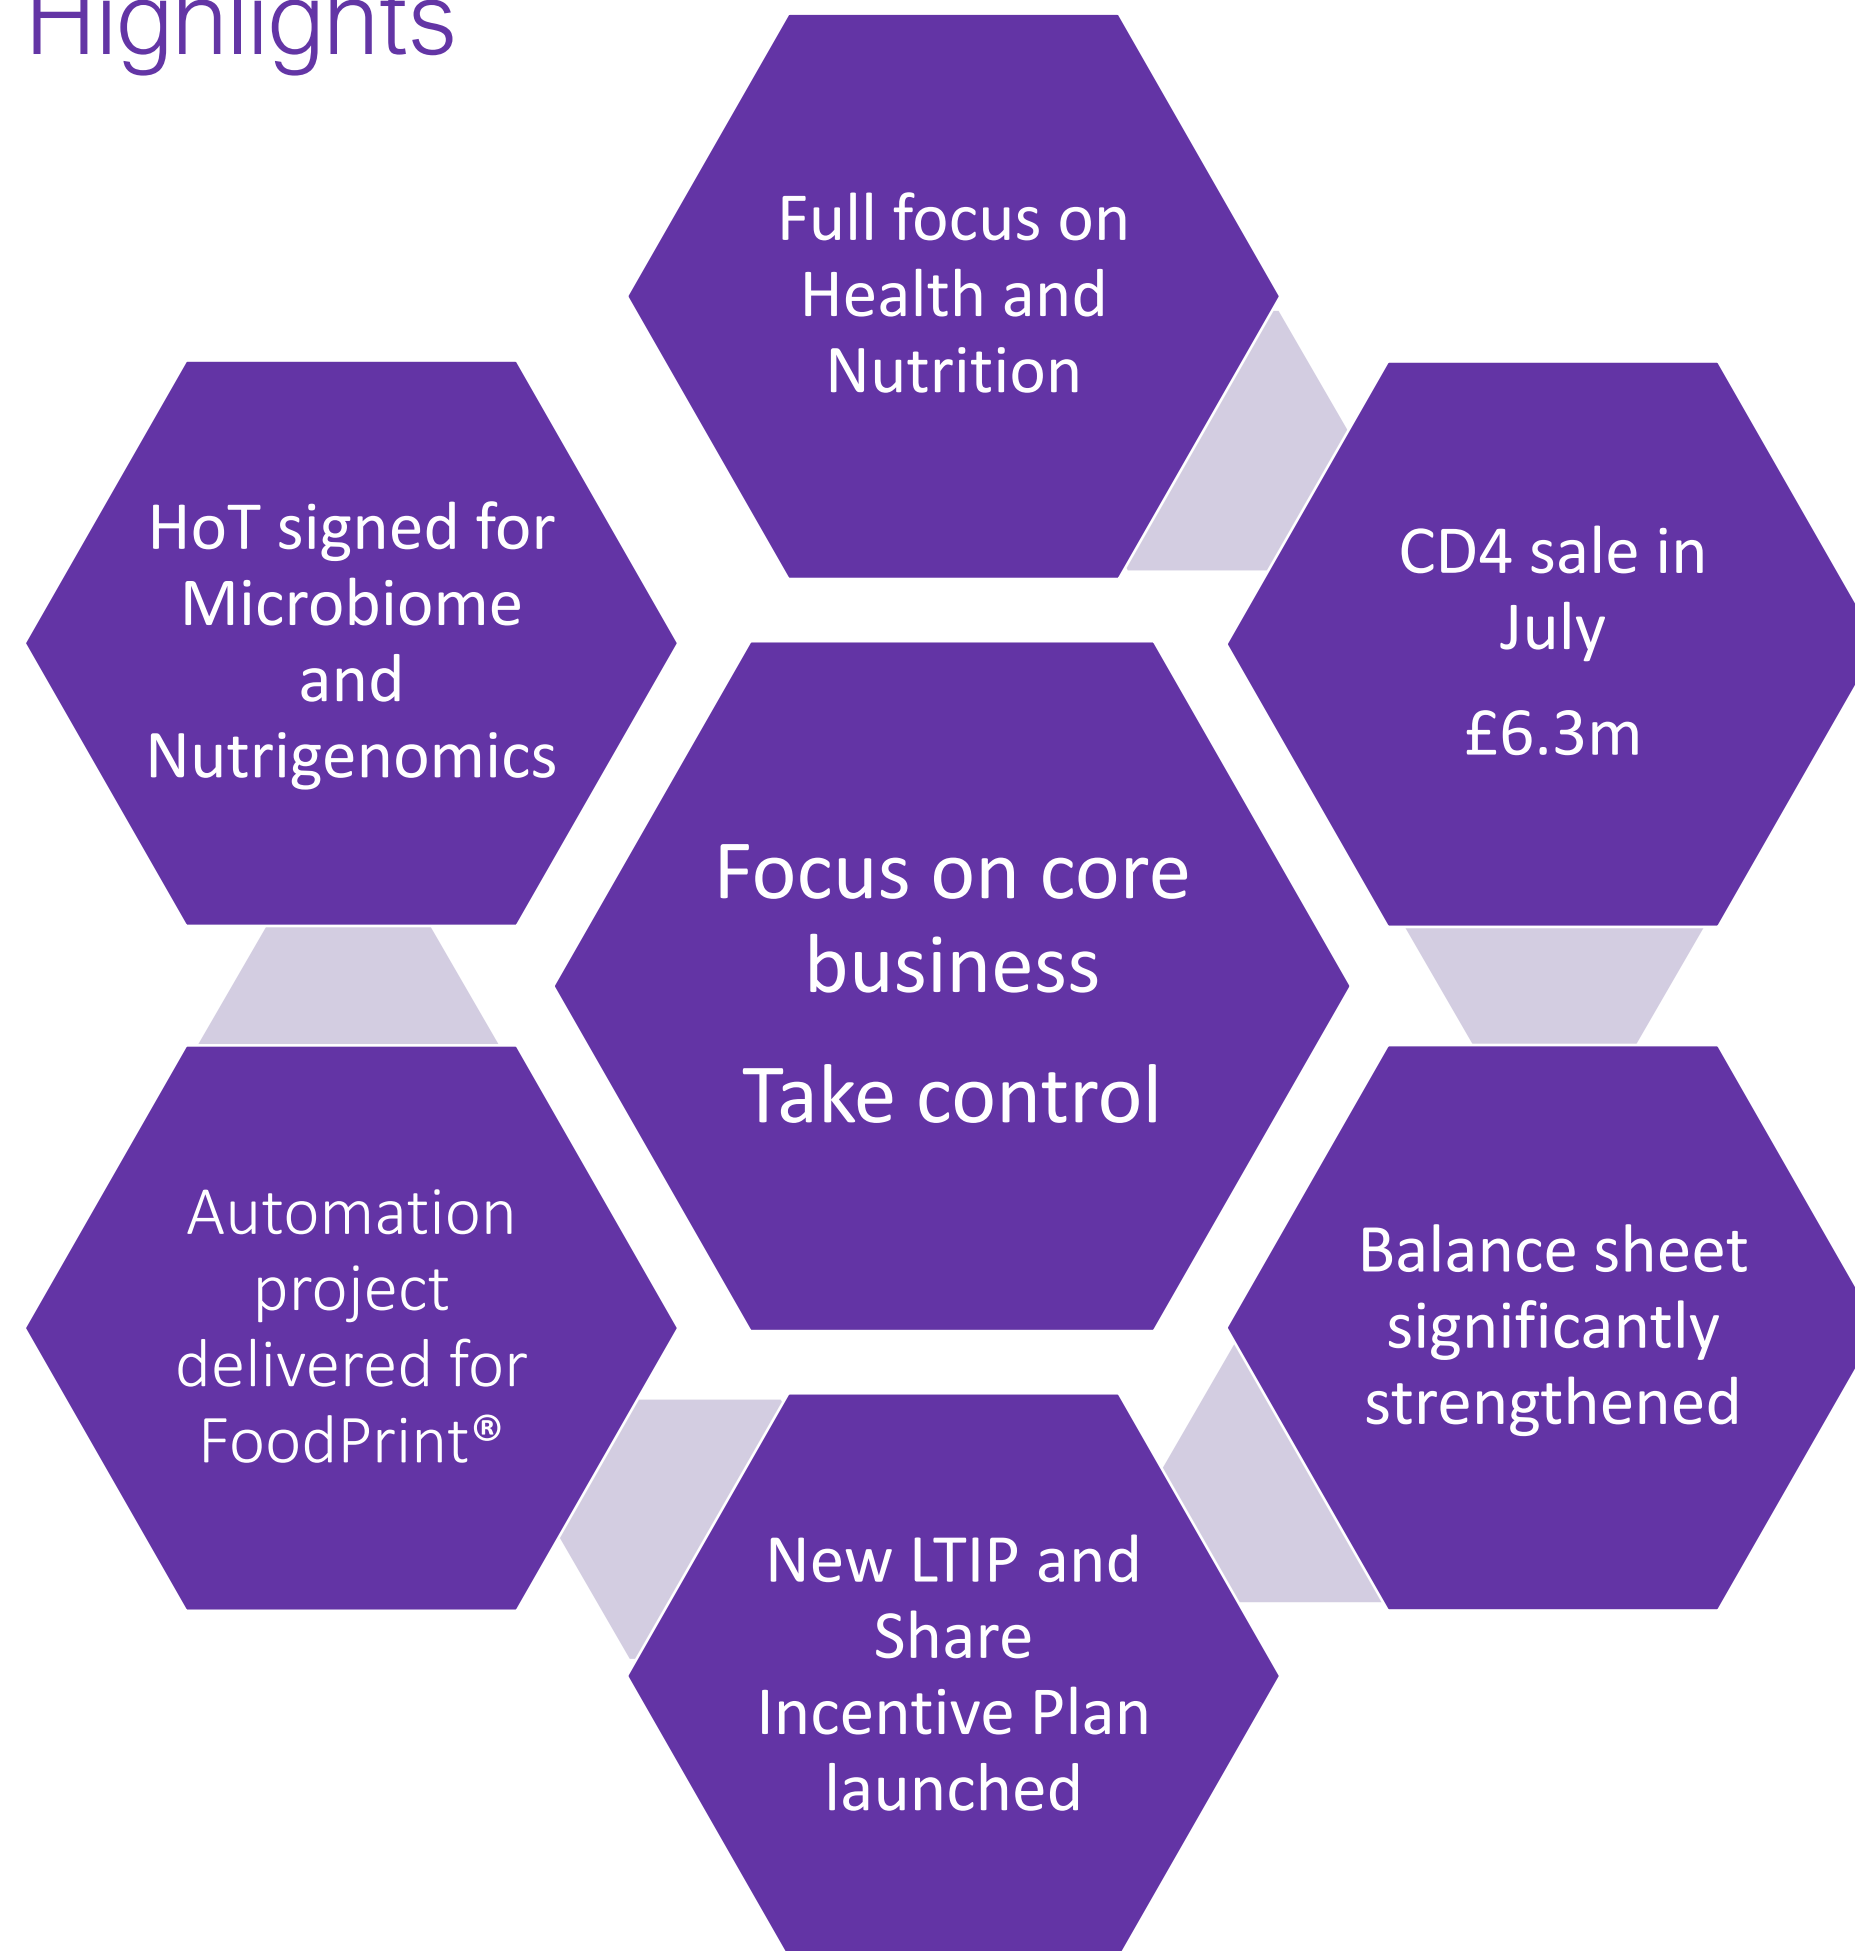 Highlights
Full focus on
Health and
Nutrition
CD4 sale in
July
£6.3m
Balance sheet
significantly
strengthened
New LTIP and
Share
Incentive Plan
launched
Automation
project
delivered for
FoodPrint®
HoT signed for
Microbiome
and
Nutrigenomics
Focus on core
business
Take control